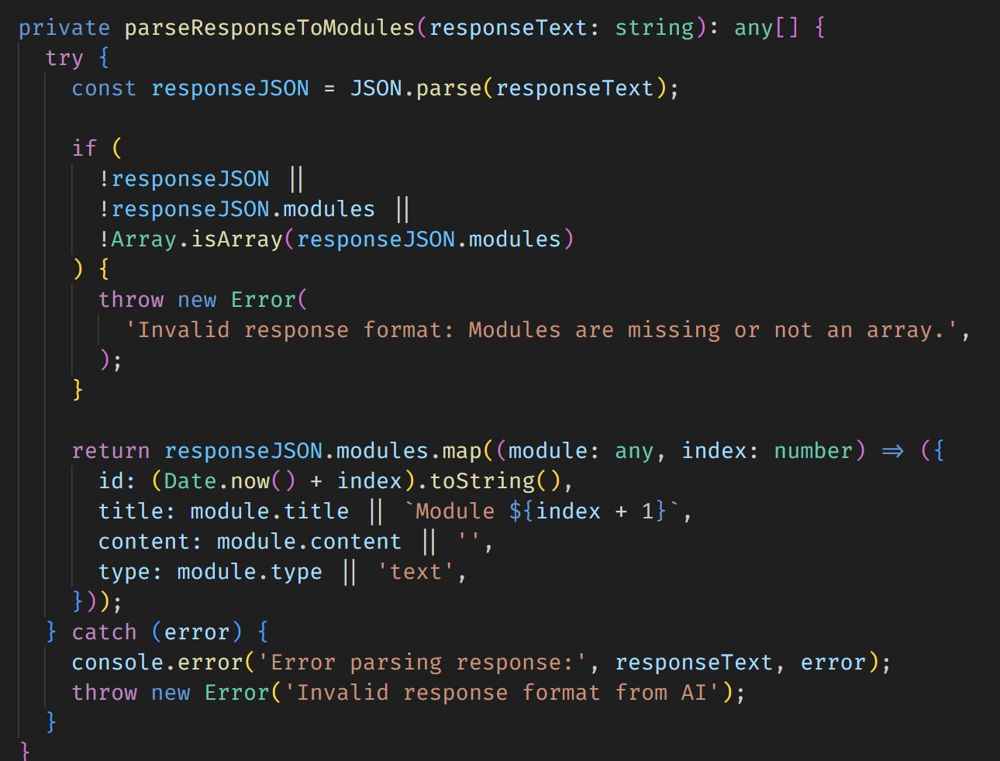 private parseResponseToModules(responseText: string): any[] {
  try {
    const responseJSON = JSON.parse(responseText);

    if (
      !responseJSON ||
      !responseJSON.modules ||
      !Array.isArray(responseJSON.modules)
    ) {
      throw new Error(
        'Invalid response format: Modules are missing or not an array.',
      );
    }

    return responseJSON.modules.map((module: any, index: number) => ({
      id: (Date.now() + index).toString(),
      title: module.title || `Module ${index + 1}`,
      content: module.content || '',
      type: module.type || 'text',
    }));
  } catch (error) {
    console.error('Error parsing response:', responseText, error);
    throw new Error('Invalid response format from AI');
  }
}